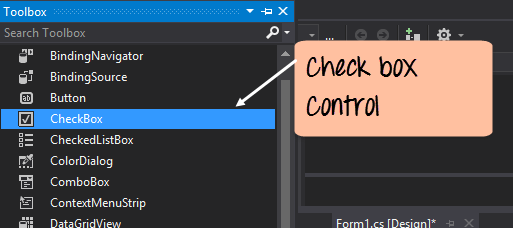 Toolbox
Search Toolbox
BindingNavigator
BindingSource
Button
CheckBox
CheckedListBox
ColorDialog
ComboBox
ContextMenuStrip
DataGridView
Check box
Control
Form1.cs [Design]*